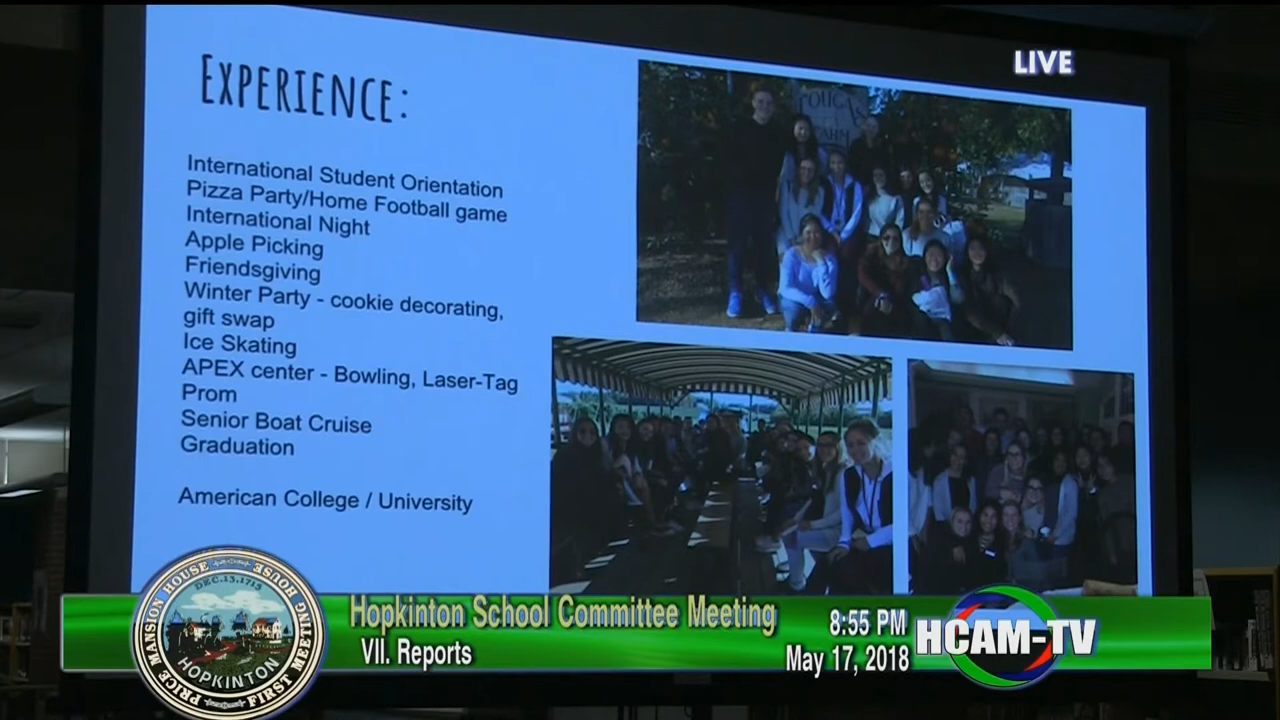 LIVE
EXPERIENCE:
International Student Orientation
Pizza Party/Home Football game
International Night
Apple Picking
Friendsgiving
Winter Party - cookie decorating,
gift swap
Ice Skating
APEX center - Bowling, Laser-Tag
Prom
Senior Boat Cruise
Graduation
American College / University
TOUGAS
FARM
Hopkinton School Committee Meeting
VII. Reports
8:55 PM
May 17, 2018
HCAM-TV
PRICE MANSION HOUSE FIRST MEETING HOUSE
DEC.13.1715
HOPKINTON